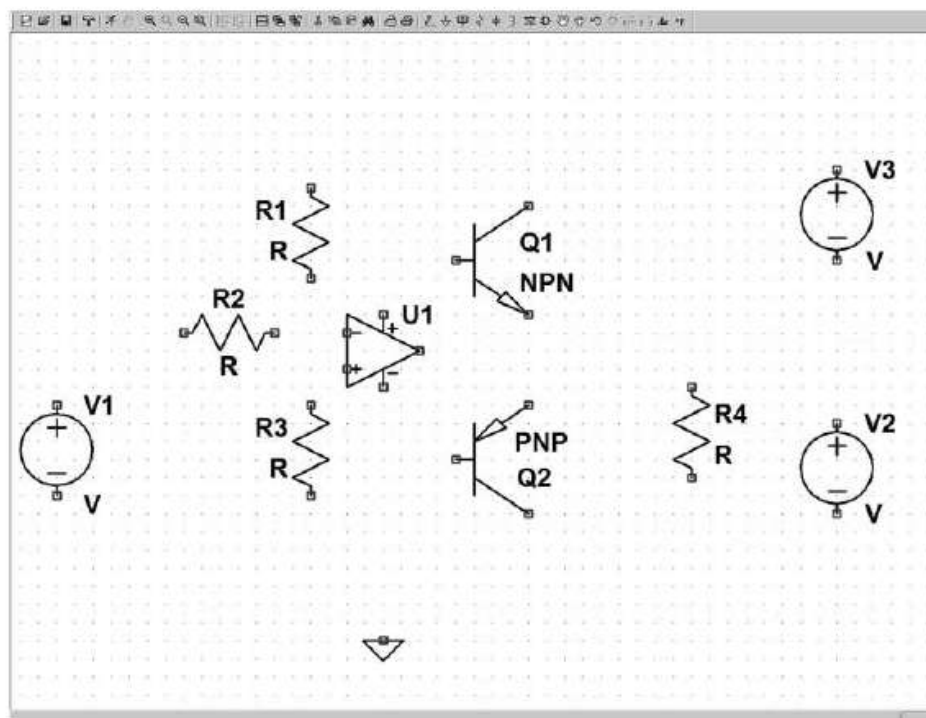 V3
R1
Q1
R
V
NPN
R2
U1
+
−
+
−
R
V1
R3
R4
V2
+
PNP
+
R
R
Q2
−
−
V
V
+
−